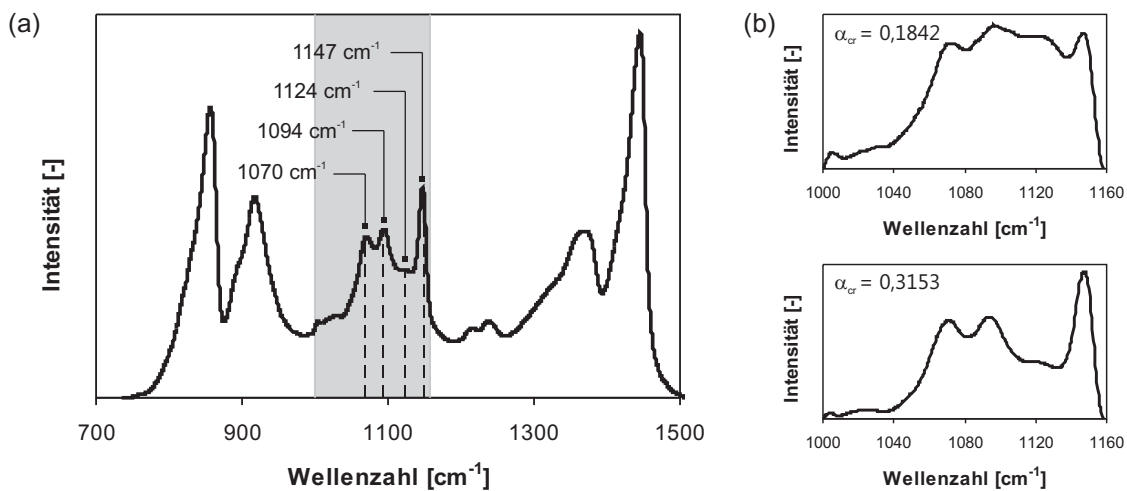 (a)
Intensität [-]
1147 cm⁻¹
1124 cm⁻¹
1094 cm⁻¹
1070 cm⁻¹
700 900 1100 1300 1500
Wellenzahl [cm⁻¹]
(b)
Intensität [-]
α_cr = 0,1842
1000 1040 1080 1120 1160
Wellenzahl [cm⁻¹]
Intensität [-]
α_cr = 0,3153
1000 1040 1080 1120 1160
Wellenzahl [cm⁻¹]